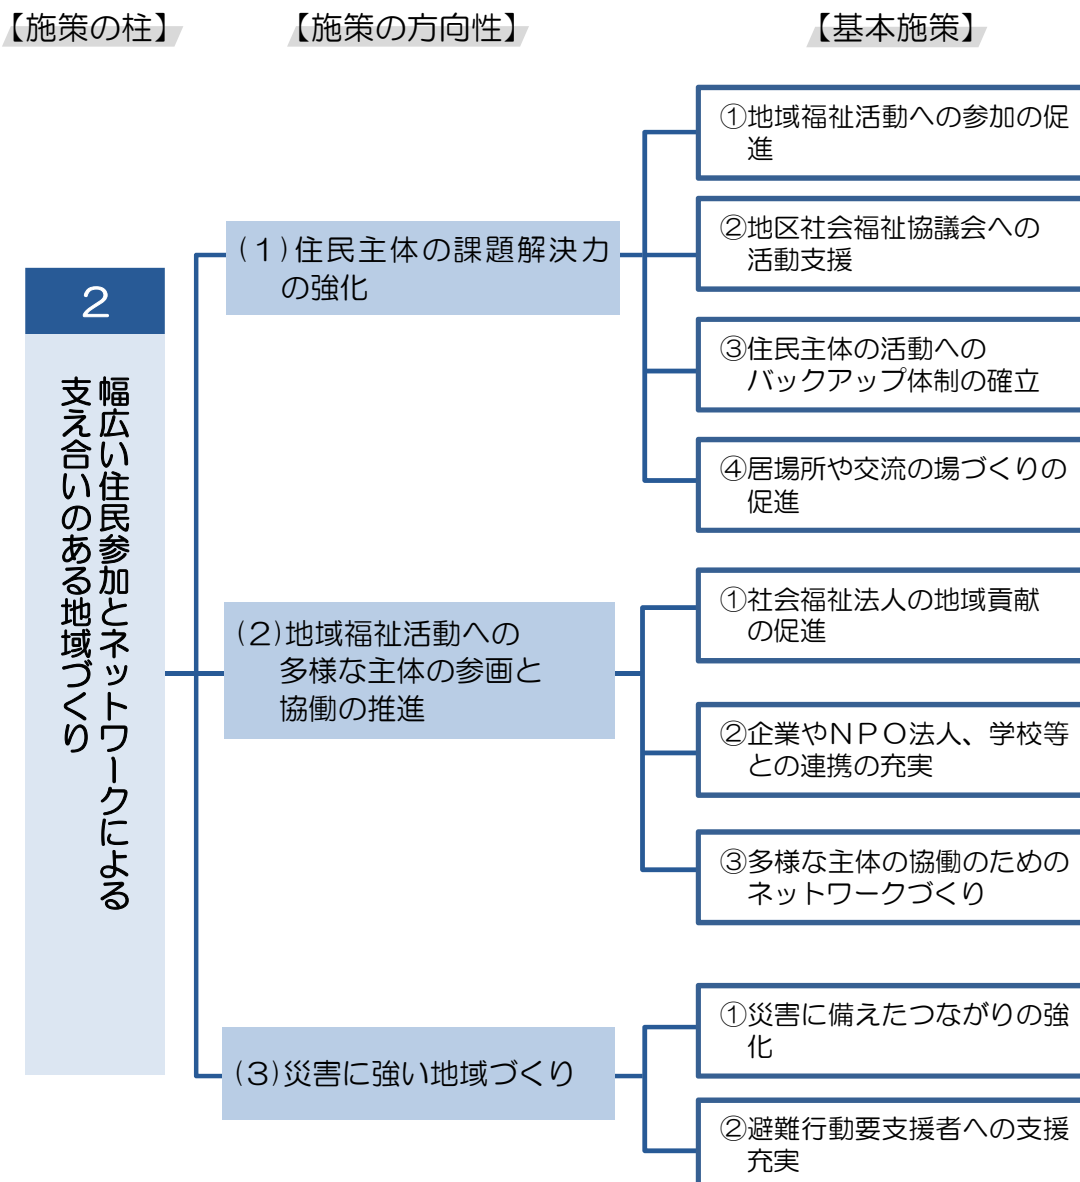 【施策の柱】
【施策の方向性】
【基本施策】
2
幅広い住民参加とネットワークによる
支え合いのある地域づくり
(1)住民主体の課題解決力
の強化
①地域福祉活動への参加の促
進
②地区社会福祉協議会への
活動支援
③住民主体の活動への
バックアップ体制の確立
④居場所や交流の場づくりの
促進
(2)地域福祉活動への
多様な主体の参画と
協働の推進
①社会福祉法人の地域貢献
の促進
②企業やNPO法人、学校等
との連携の充実
③多様な主体の協働のための
ネットワークづくり
(3)災害に強い地域づくり
①災害に備えたつながりの強
化
②避難行動要支援者への支援
充実